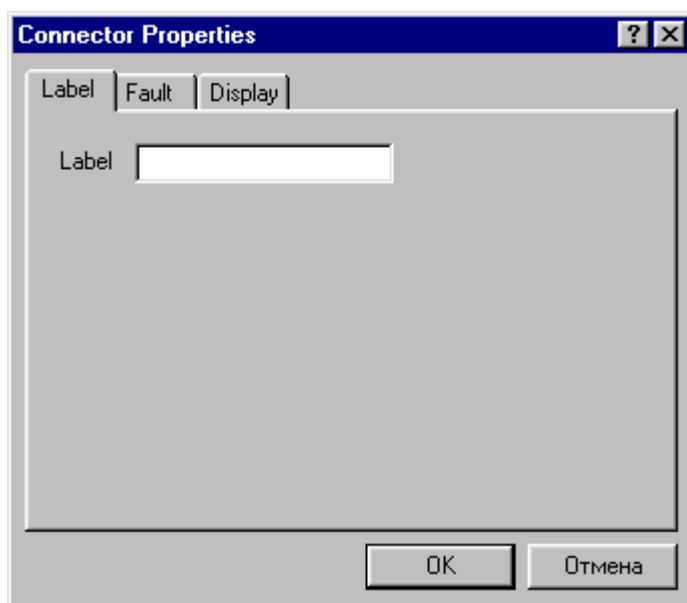 Connector Properties
Label Fault Display
Label
OK Отмена